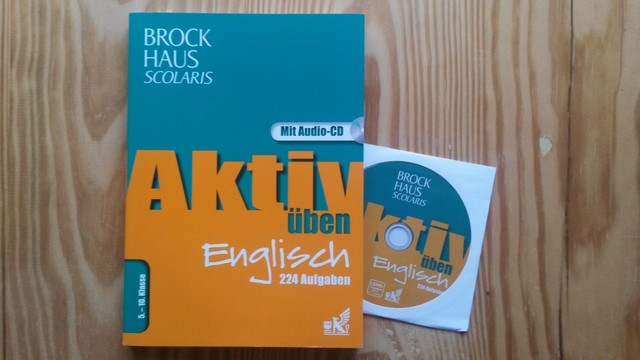 BROCK
HAUS
SCOLARIS
Mit Audio-CD
Aktiv
üben
Englisch
224 Aufgaben
5. – 10. Klasse
BROCK
HAUS
SCOLARIS
ktiv
üben
Englisch
224 Aufgaben